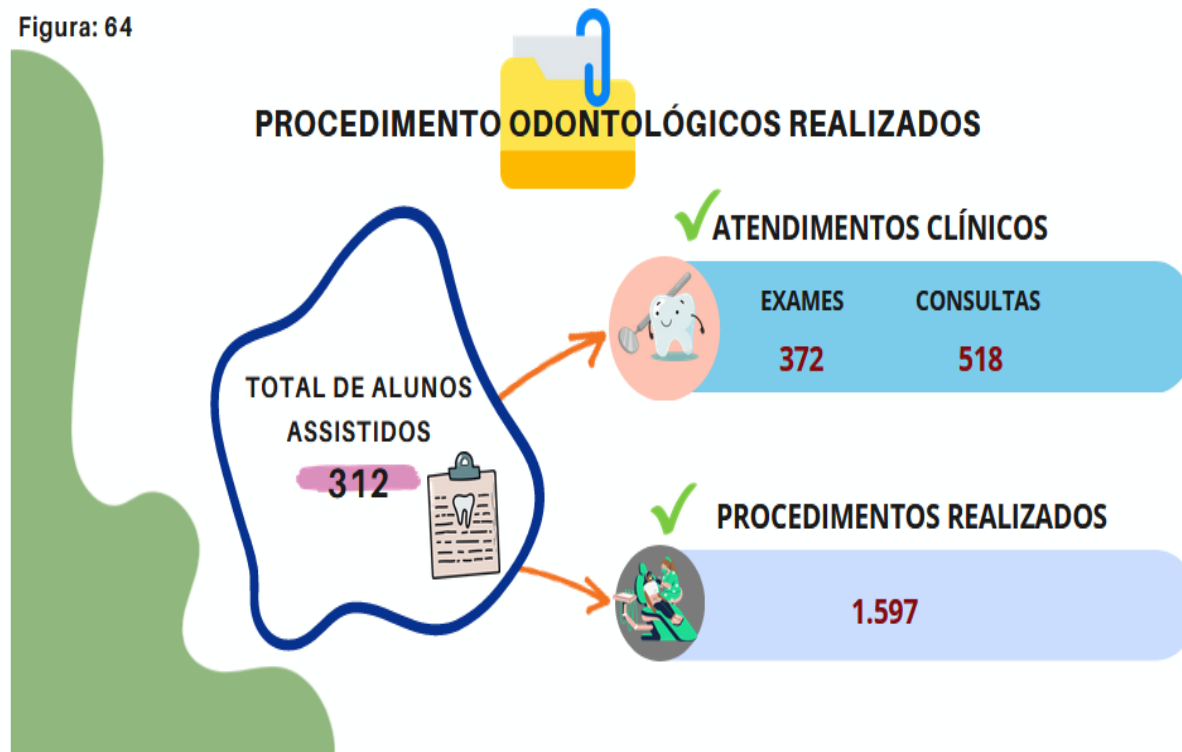 Figura: 64
PROCEDIMENTO ODONTOLÓGICOS REALIZADOS
TOTAL DE ALUNOS
ASSISTIDOS
312
ATENDIMENTOS CLÍNICOS
EXAMES CONSULTAS
372 518
PROCEDIMENTOS REALIZADOS
1.597